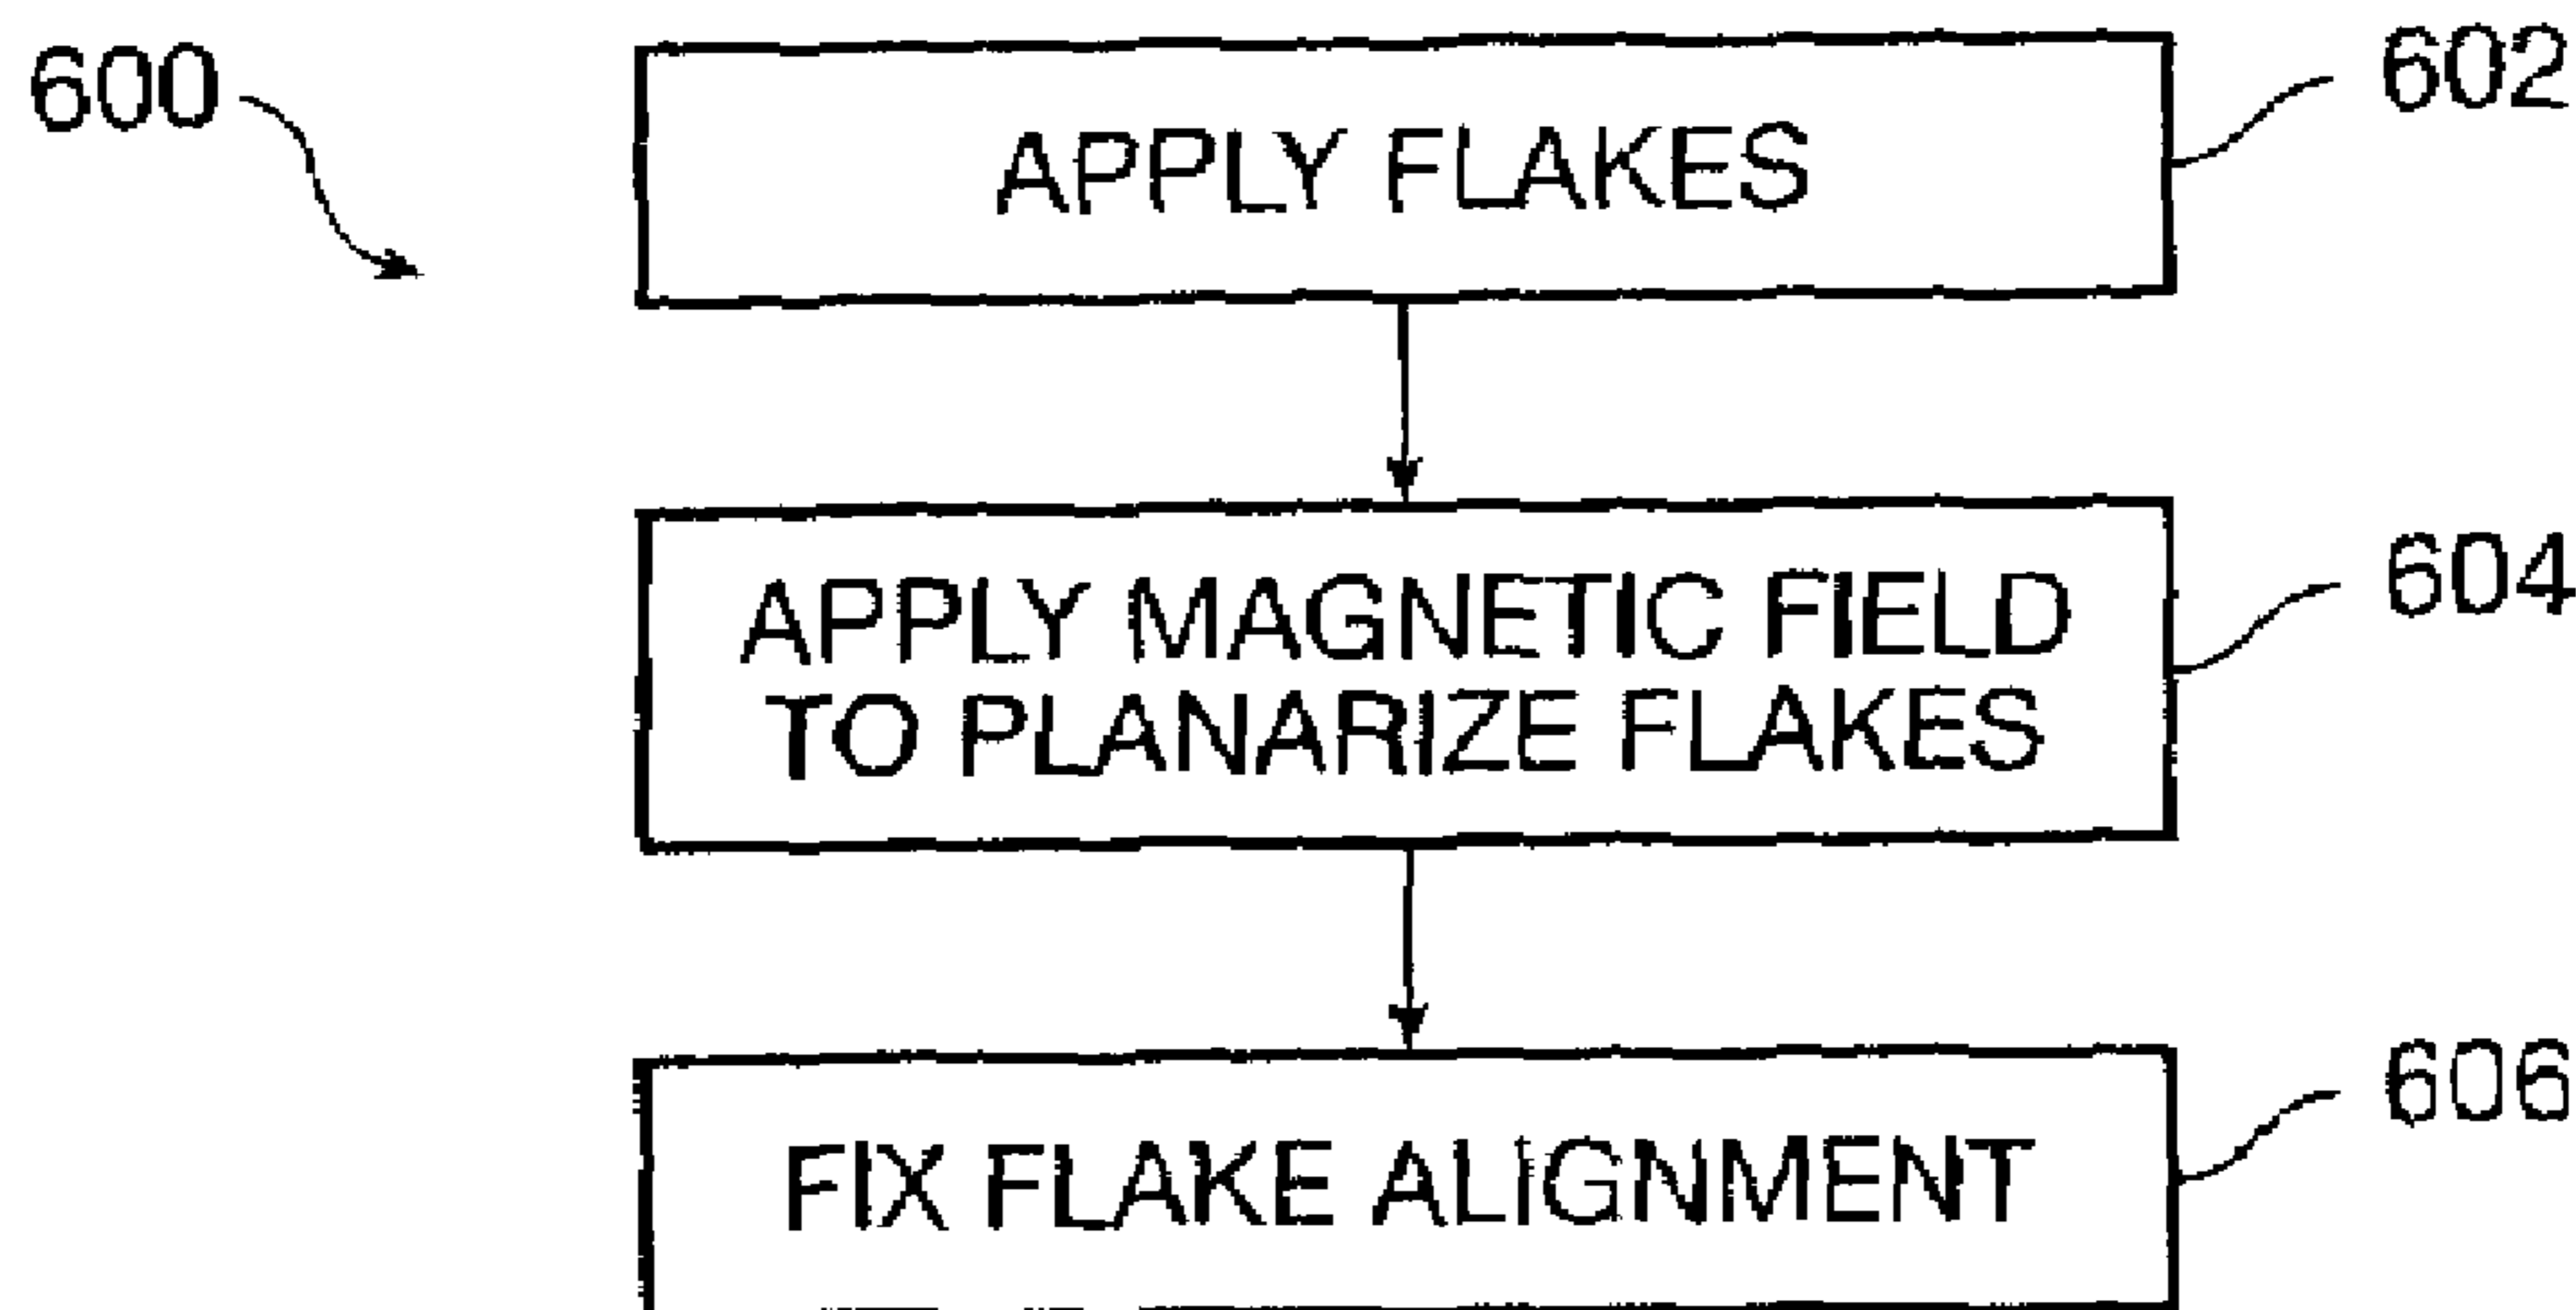 600
602
APPLY FLAKES
604
APPLY MAGNETIC FIELD
TO PLANARIZE FLAKES
606
FIX FLAKE ALIGNMENT